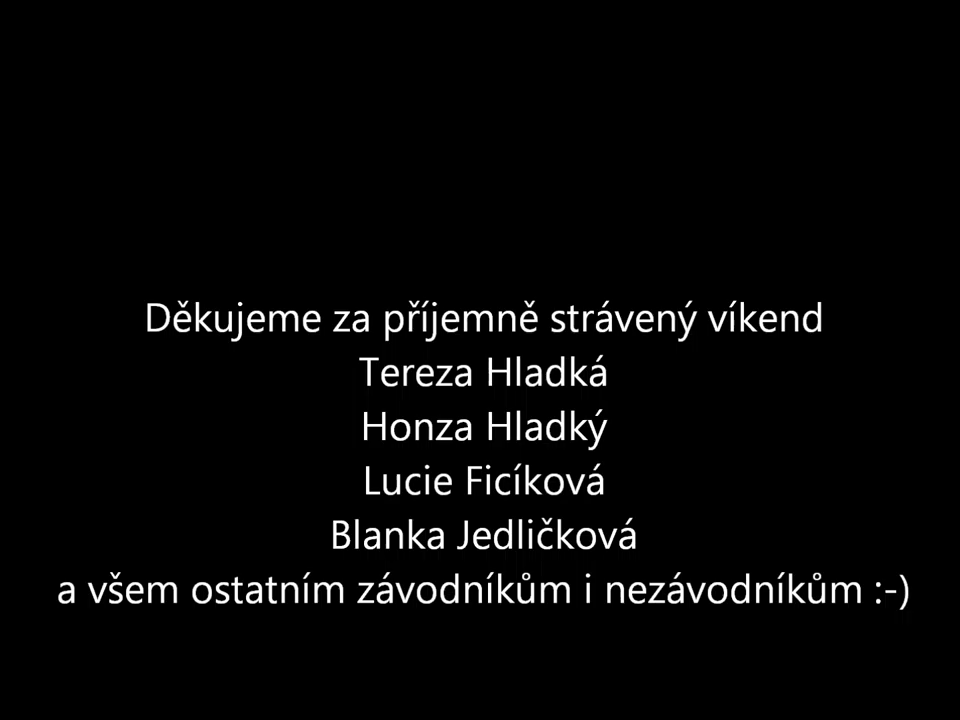 Děkujeme za příjemně strávený víkend
Tereza Hladká
Honza Hladký
Lucie Ficíková
Blanka Jedličková
a všem ostatním závodníkům i nezávodníkům :-)